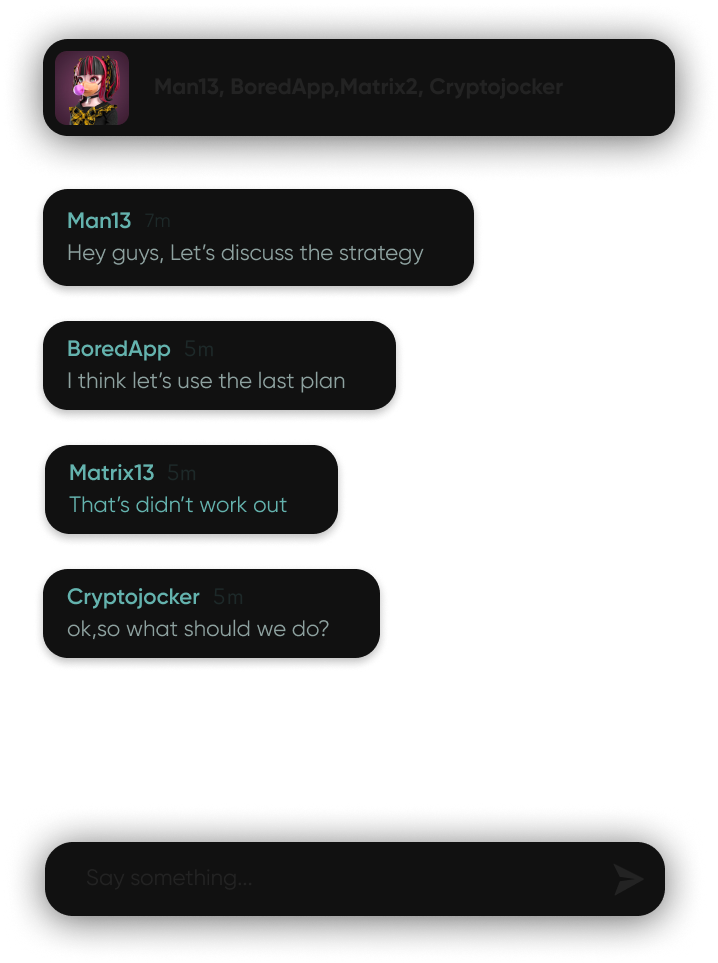 Man13, BoredApp,Matrix2, Cryptojocker
Man13 7m
Hey guys, Let’s discuss the strategy
BoredApp 5m
I think let’s use the last plan
Matrix13 5m
That’s didn’t work out
Cryptojocker 5m
ok,so what should we do?
Say something...